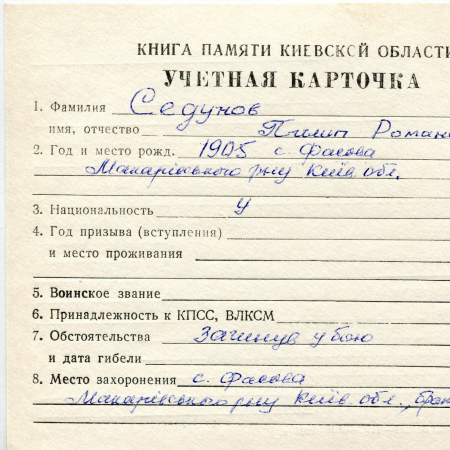 КНИГА ПАМЯТИ КИЕВСКОЙ ОБЛАСТИ
УЧЕТНАЯ КАРТОЧКА
1. Фамилия Седунов
имя, отчество Пилип Роман
2. Год и место рожд. 1905 с. Фасова
Макарівського р-ну Київ обл.
3. Национальность У
4. Год призыва (вступления)
и место проживания
5. Воинское звание
6. Принадлежность к КПСС, ВЛКСМ
7. Обстоятельства Загинув у бою
и дата гибели
8. Место захоронения с. Фасова
Макарівського р-ну Київ обл.,